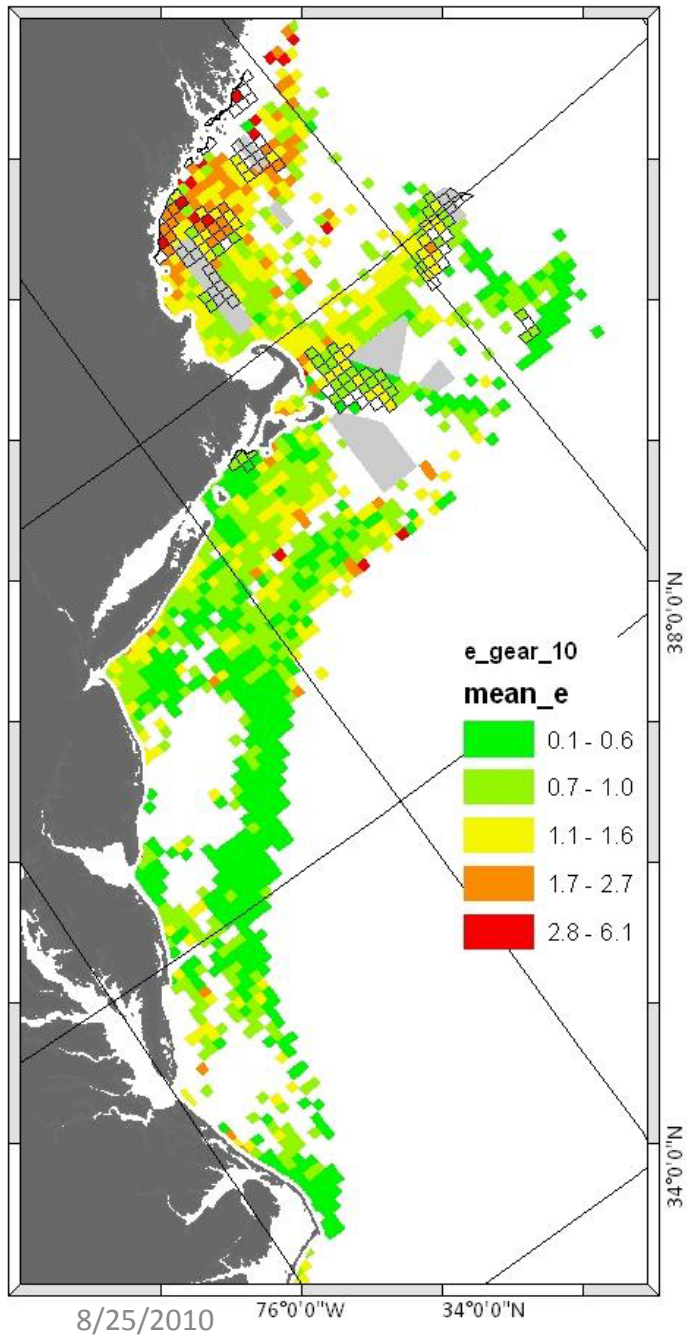 38°0'0"N
e_gear_10
mean_e
0.1 - 0.6
0.7 - 1.0
1.1 - 1.6
1.7 - 2.7
2.8 - 6.1
34°0'0"N
76°0'0"W 34°0'0"N
8/25/2010